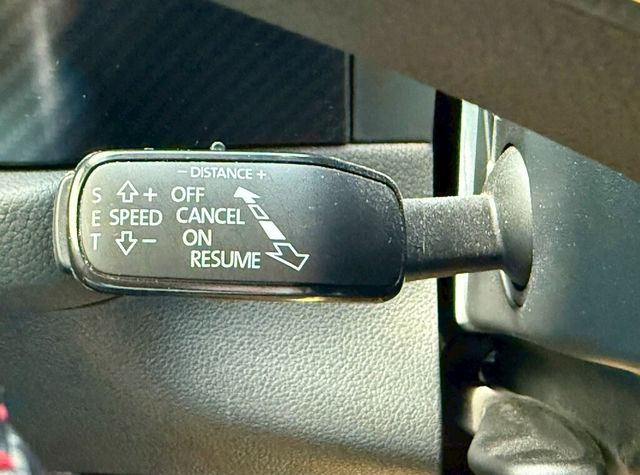 − DISTANCE +
S + OFF
E SPEED CANCEL
T − ON
RESUME